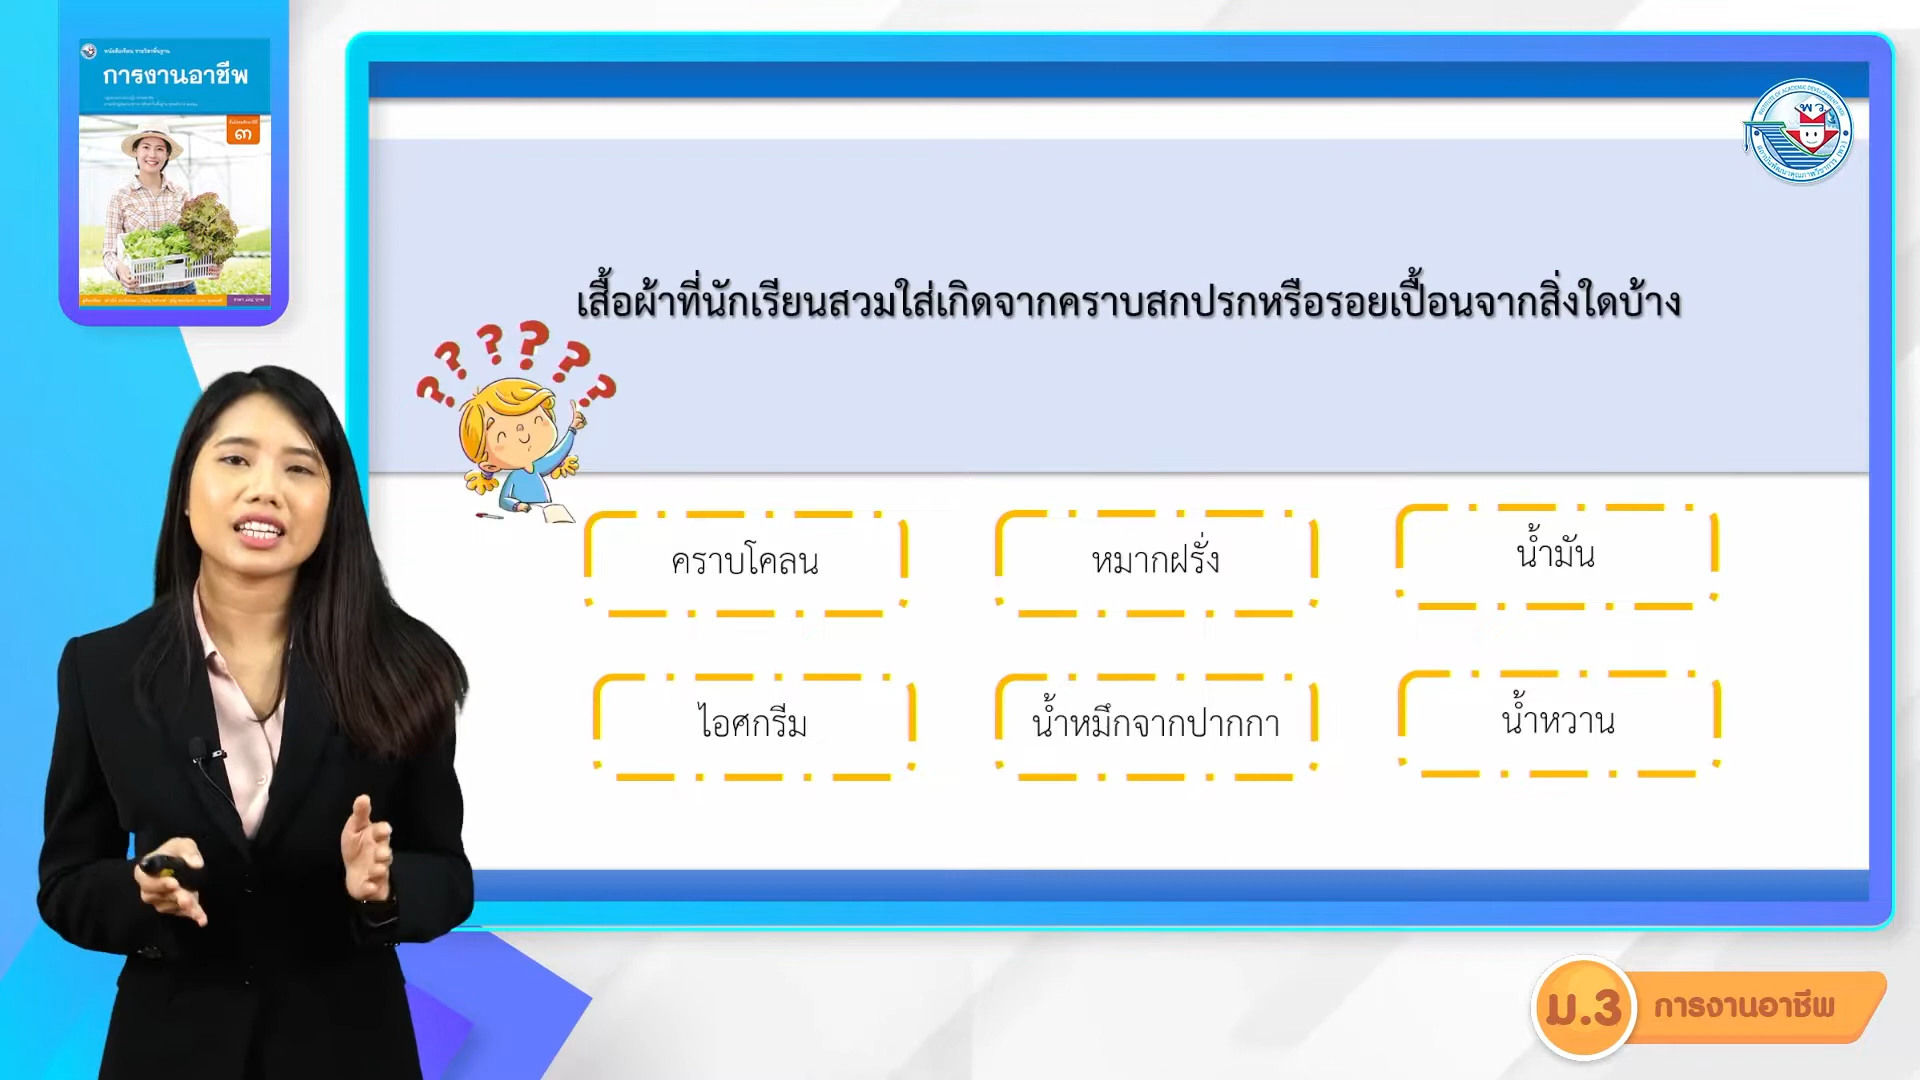 การงานอาชีพ
๓
เสื้อผ้าที่นักเรียนสวมใส่เกิดจากคราบสกปรกหรือรอยเปื้อนจากสิ่งใดบ้าง
? ? ? ? ? ?
คราบโคลน
หมากฝรั่ง
น้ำมัน
ไอศกรีม
น้ำหมึกจากปากกา
น้ำหวาน
พว
ม.3 การงานอาชีพ